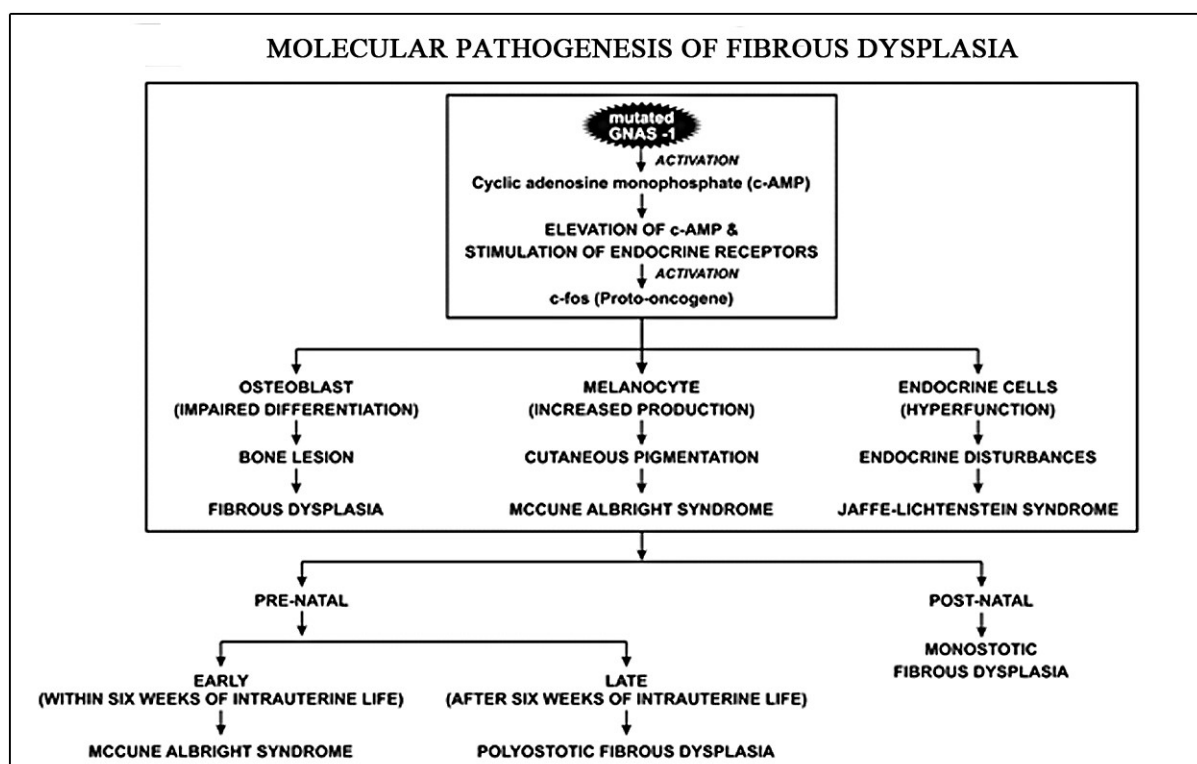 MOLECULAR PATHOGENESIS OF FIBROUS DYSPLASIA
mutated
GNAS -1
ACTIVATION
Cyclic adenosine monophosphate (c-AMP)
ELEVATION OF c-AMP &
STIMULATION OF ENDOCRINE RECEPTORS
ACTIVATION
c-fos (Proto-oncogene)
OSTEOBLAST
(IMPAIRED DIFFERENTIATION)
BONE LESION
FIBROUS DYSPLASIA
MELANOCYTE
(INCREASED PRODUCTION)
CUTANEOUS PIGMENTATION
MCCUNE ALBRIGHT SYNDROME
ENDOCRINE CELLS
(HYPERFUNCTION)
ENDOCRINE DISTURBANCES
JAFFE-LICHTENSTEIN SYNDROME
PRE-NATAL
EARLY
(WITHIN SIX WEEKS OF INTRAUTERINE LIFE)
MCCUNE ALBRIGHT SYNDROME
LATE
(AFTER SIX WEEKS OF INTRAUTERINE LIFE)
POLYOSTOTIC FIBROUS DYSPLASIA
POST-NATAL
MONOSTOTIC
FIBROUS DYSPLASIA